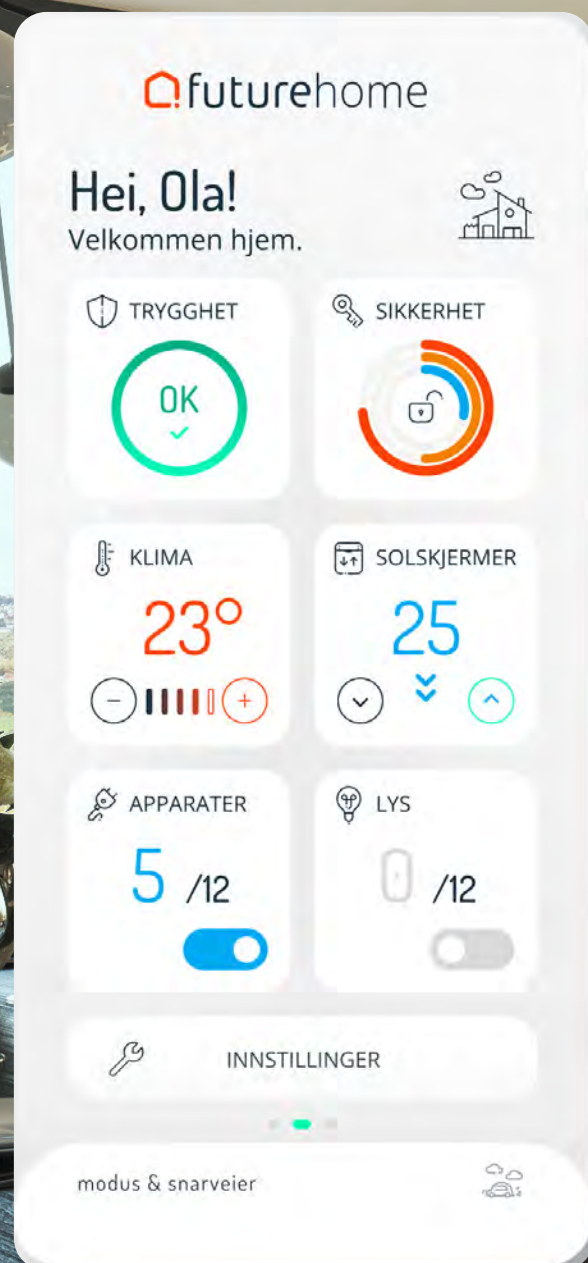 futurehome
Hei, Ola!
Velkommen hjem.
TRYGGHET
OK
SIKKERHET
KLIMA
23°
− +
SOLSKJERMER
25
APPARATER
5 /12
LYS
0 /12
INNSTILLINGER
modus & snarveier